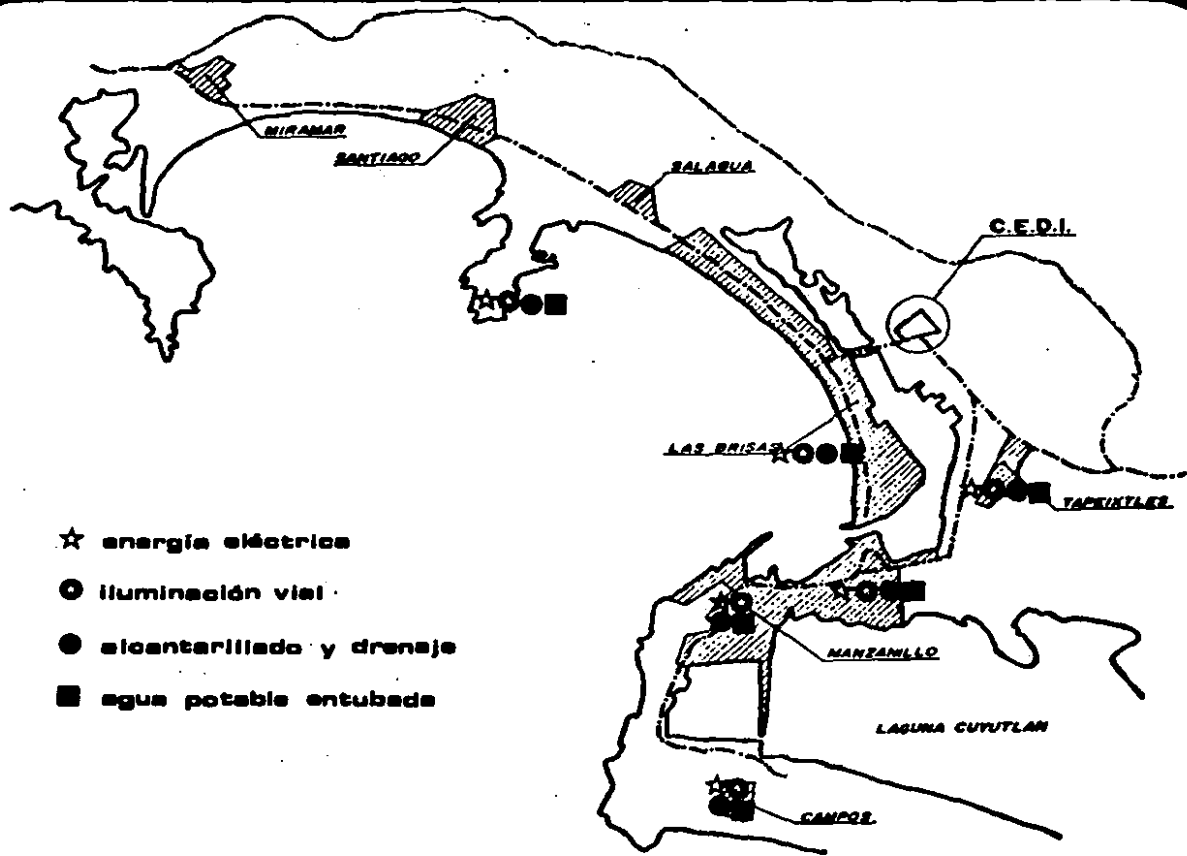 MIRAMAR
SANTIAGO
SALAGUA
C.E.D.I.
LAS BRISAS
TAPEIXTLES
energía eléctrica
iluminación vial
alcantarillado y drenaje
agua potable entubada
MANZANILLO
LAGUNA CUYUTLAN
CAMPOS